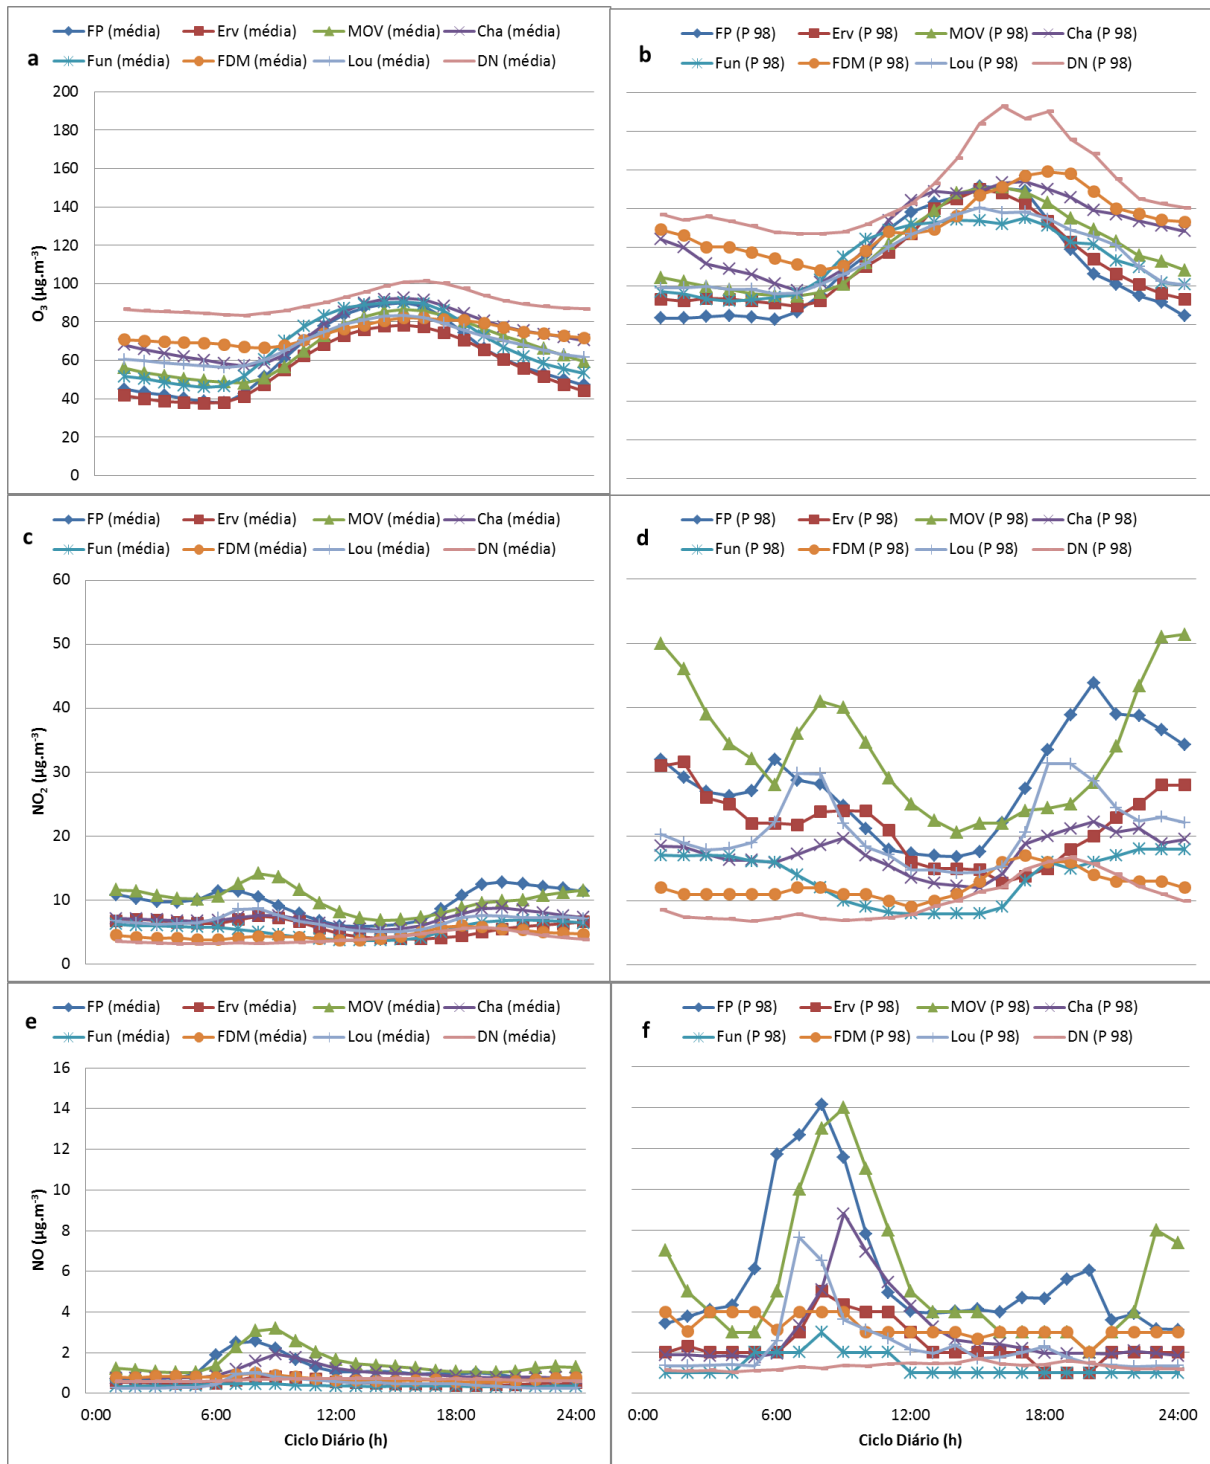 a
FP (média) Erv (média) MOV (média) Cha (média)
Fun (média) FDM (média) Lou (média) DN (média)
200
180
160
140
120
100
80
60
40
20
0
O₃ (µg.m⁻³)
b
FP (P 98) Erv (P 98) MOV (P 98) Cha (P 98)
Fun (P 98) FDM (P 98) Lou (P 98) DN (P 98)
c
FP (média) Erv (média) MOV (média) Cha (média)
Fun (média) FDM (média) Lou (média) DN (média)
60
50
40
30
20
10
0
NO₂ (µg.m⁻³)
d
FP (P 98) Erv (P 98) MOV (P 98) Cha (P 98)
Fun (P 98) FDM (P 98) Lou (P 98) DN (P 98)
e
FP (média) Erv (média) MOV (média) Cha (média)
Fun (média) FDM (média) Lou (média) DN (média)
16
14
12
10
8
6
4
2
0
NO (µg.m⁻³)
0:00 6:00 12:00 18:00 24:00
Ciclo Diário (h)
f
FP (P 98) Erv (P 98) MOV (P 98) Cha (P 98)
Fun (P 98) FDM (P 98) Lou (P 98) DN (P 98)
0:00 6:00 12:00 18:00 24:00
Ciclo Diário (h)